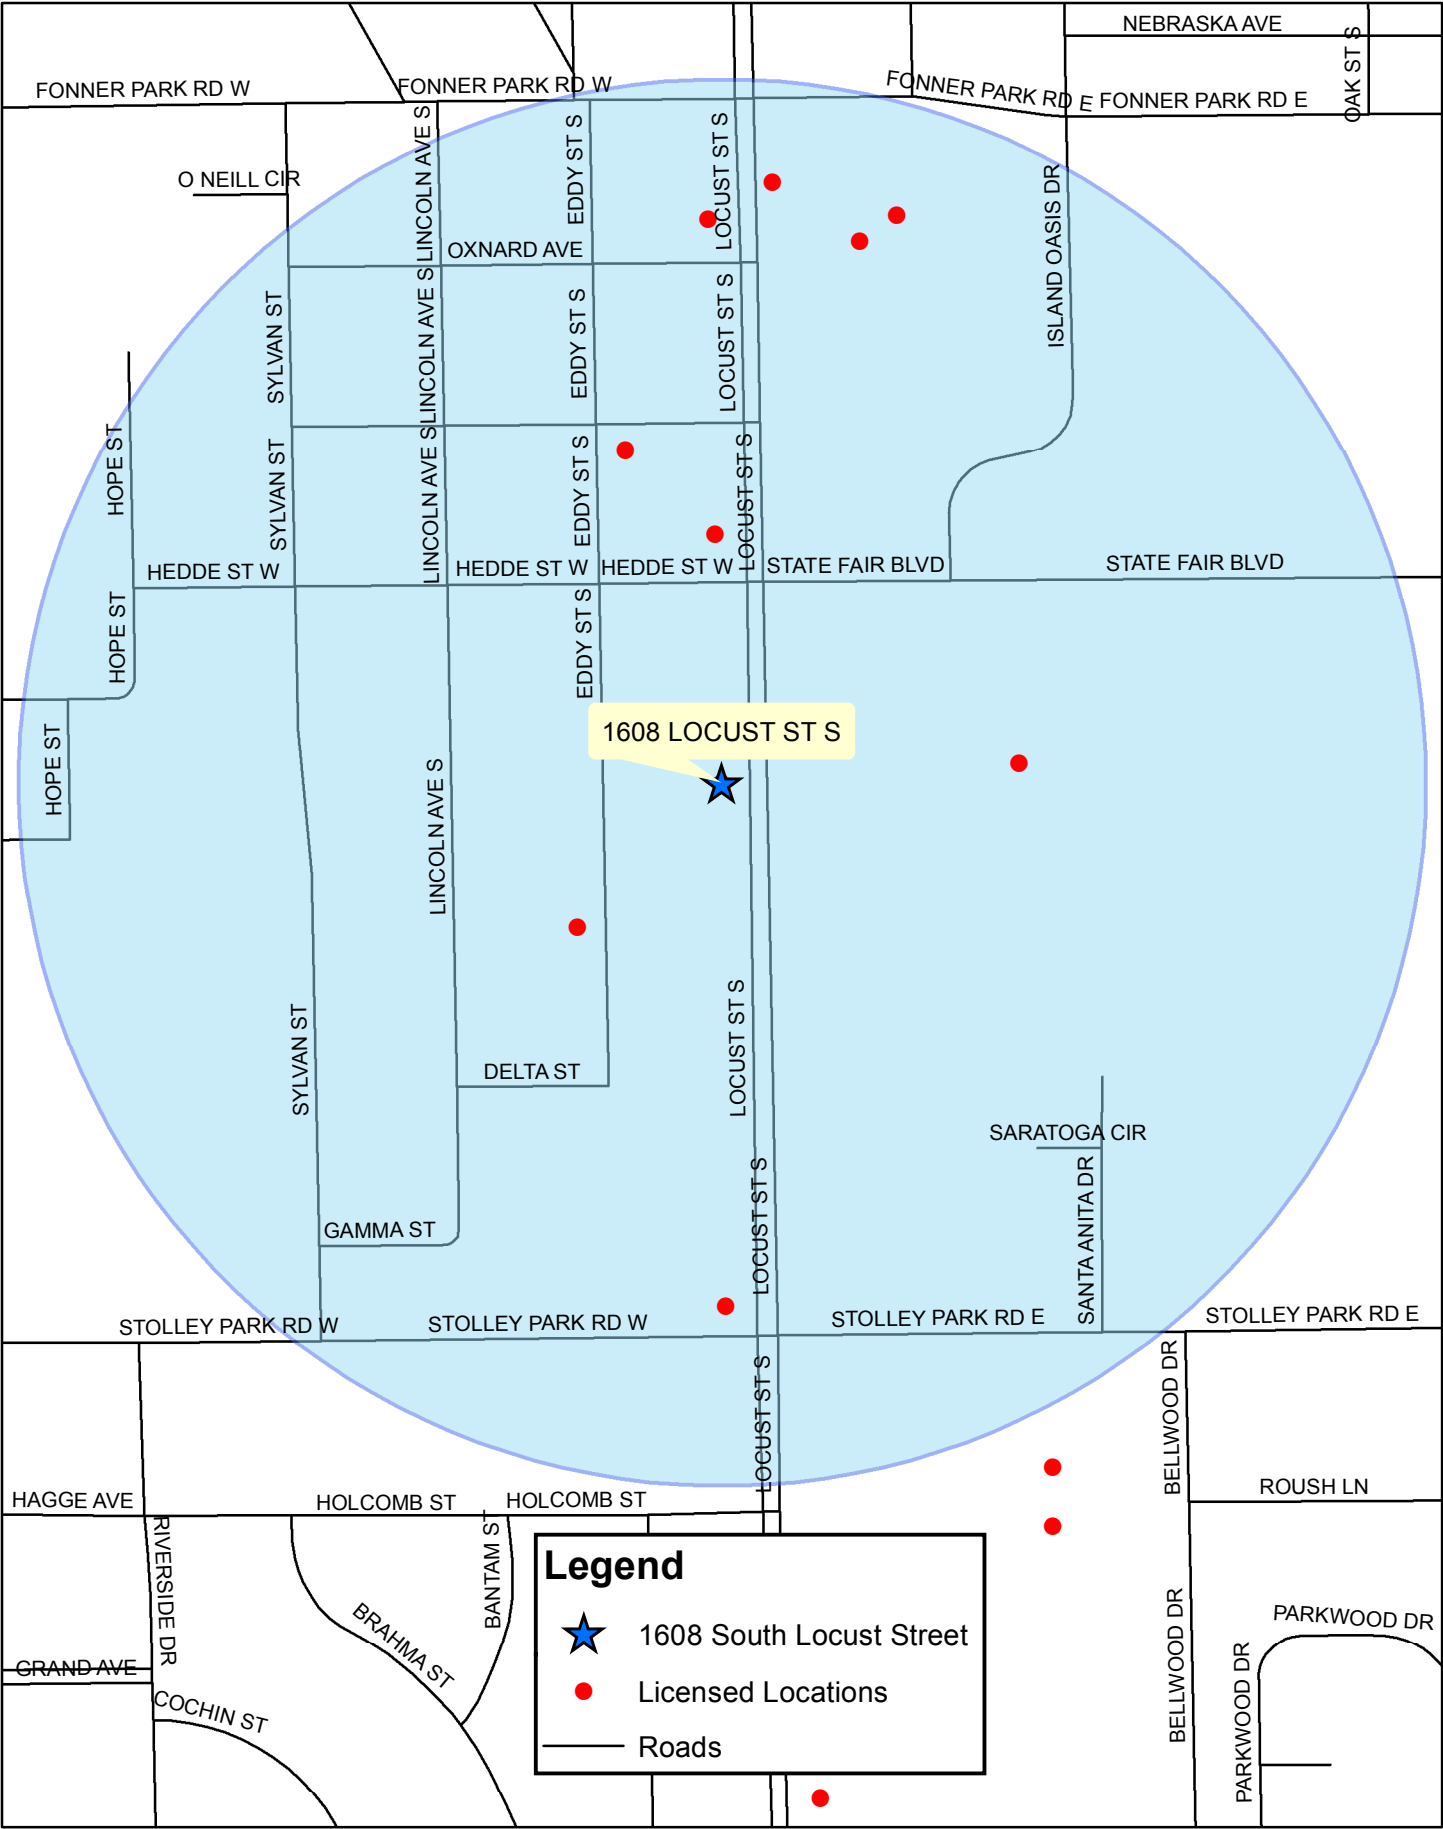 NEBRASKA AVE
OAK ST S
FONNER PARK RD W
FONNER PARK RD W
FONNER PARK RD E
FONNER PARK RD E
O NEILL CIR
LINCOLN AVE S
EDDY ST S
LOCUST ST S
ISLAND OASIS DR
OXNARD AVE
SYLVAN ST
LINCOLN AVE S
EDDY ST S
LOCUST ST S
HOPE ST
SYLVAN ST
LINCOLN AVE S
EDDY ST S
LOCUST ST S
HEDDE ST W
HEDDE ST W
HEDDE ST W
STATE FAIR BLVD
STATE FAIR BLVD
HOPE ST
EDDY ST S
HOPE ST
1608 LOCUST ST S
LINCOLN AVE S
SYLVAN ST
LOCUST ST S
DELTA ST
SARATOGA CIR
SANTA ANITA DR
LOCUST ST S
GAMMA ST
STOLLEY PARK RD W
STOLLEY PARK RD W
STOLLEY PARK RD E
STOLLEY PARK RD E
LOCUST ST S
BELLWOOD DR
HAGGE AVE
HOLCOMB ST
HOLCOMB ST
ROUSH LN
RIVERSIDE DR
BANTAM ST
BRAHMA ST
GRAND AVE
COCHIN ST
BELLWOOD DR
PARKWOOD DR
PARKWOOD DR
Legend
1608 South Locust Street
Licensed Locations
Roads